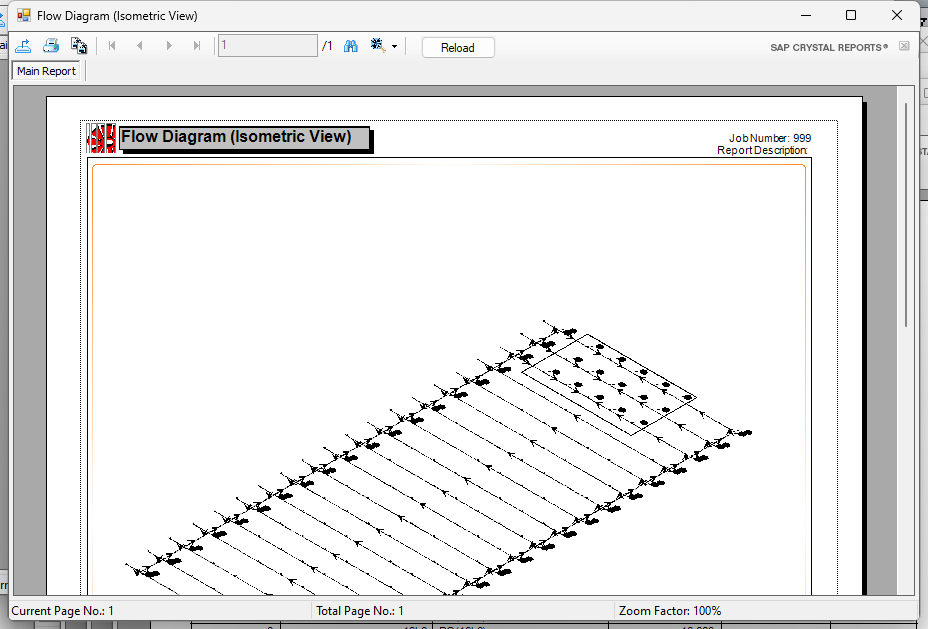 Flow Diagram (Isometric View)
1 /1 Reload SAP CRYSTAL REPORTS®
Main Report
Flow Diagram (Isometric View)
Job Number: 999
Report Description:
Current Page No.: 1 Total Page No.: 1 Zoom Factor: 100%